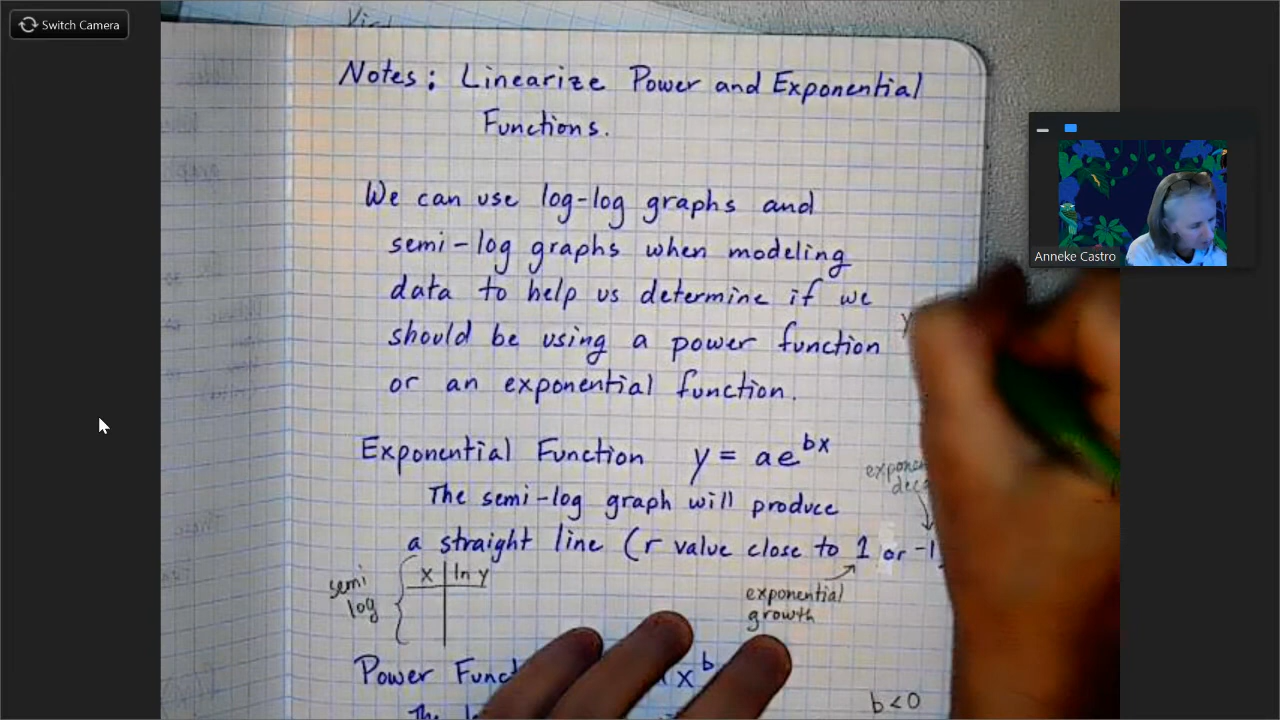 Switch Camera
Notes: Linearize Power and Exponential
Functions.
We can use log-log graphs and
semi-log graphs when modeling
data to help us determine if we
should be using a power function
or an exponential function.
Anneke Castro
Exponential Function y = ae^bx
The semi-log graph will produce
a straight line (r value close to 1 or -1
semi
log
x | ln y
exponential
growth
Power x^b
b < 0